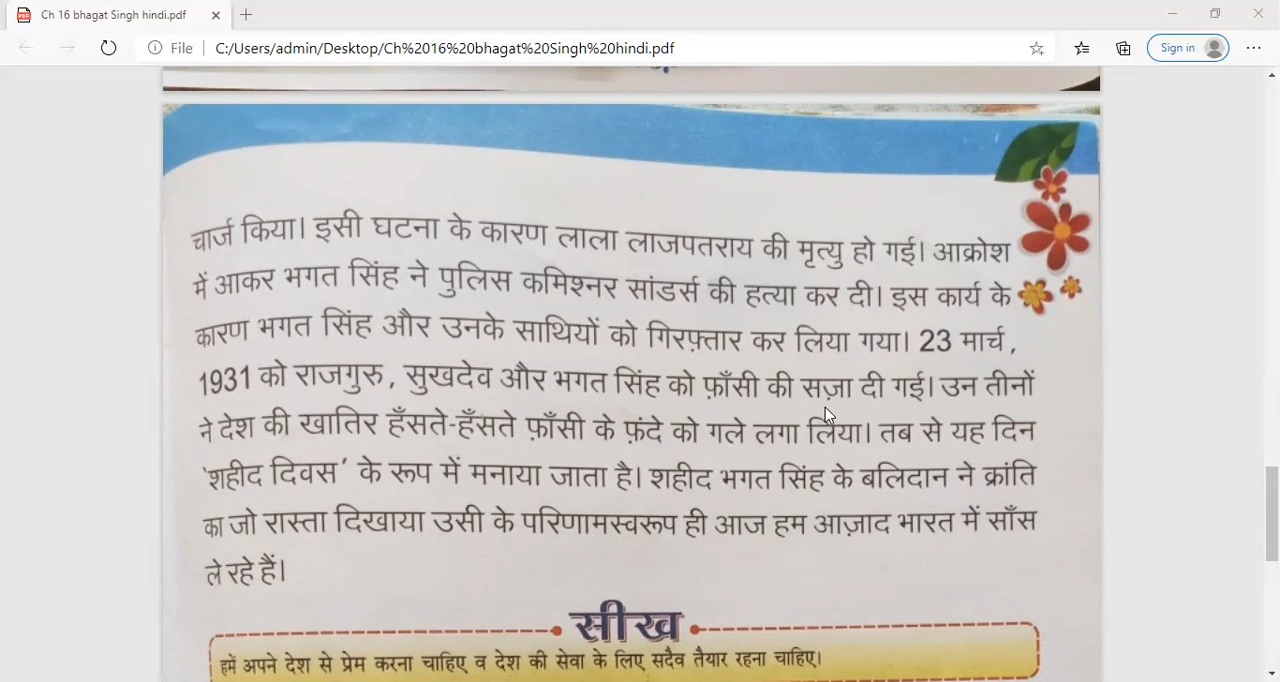 Ch 16 bhagat Singh hindi.pdf
File C:/Users/admin/Desktop/Ch%2016%20bhagat%20Singh%20hindi.pdf Sign in
चार्ज किया। इसी घटना के कारण लाला लाजपतराय की मृत्यु हो गई। आक्रोश
में आकर भगत सिंह ने पुलिस कमिश्नर सांडर्स की हत्या कर दी। इस कार्य के
कारण भगत सिंह और उनके साथियों को गिरफ़्तार कर लिया गया। 23 मार्च,
1931 को राजगुरु, सुखदेव और भगत सिंह को फ़ाँसी की सज़ा दी गई। उन तीनों
ने देश की खातिर हँसते-हँसते फ़ाँसी के फ़ंदे को गले लगा लिया। तब से यह दिन
'शहीद दिवस' के रूप में मनाया जाता है। शहीद भगत सिंह के बलिदान ने क्रांति
का जो रास्ता दिखाया उसी के परिणामस्वरूप ही आज हम आज़ाद भारत में साँस
ले रहे हैं।
सीख
हमें अपने देश से प्रेम करना चाहिए व देश की सेवा के लिए सदैव तैयार रहना चाहिए।